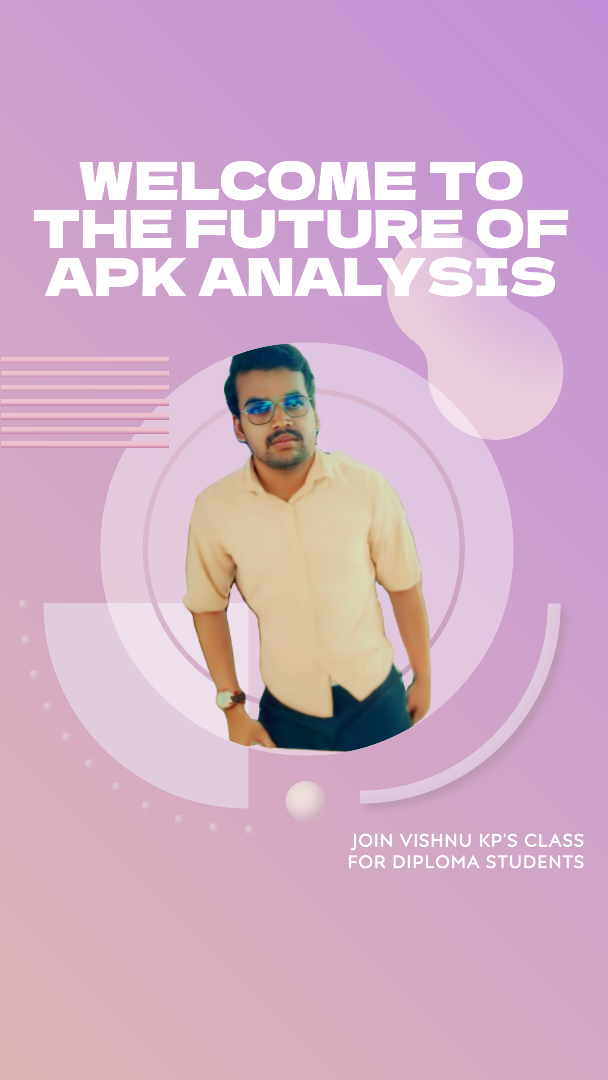 WELCOME TO
THE FUTURE OF
APK ANALYSIS
JOIN VISHNU KP'S CLASS
FOR DIPLOMA STUDENTS